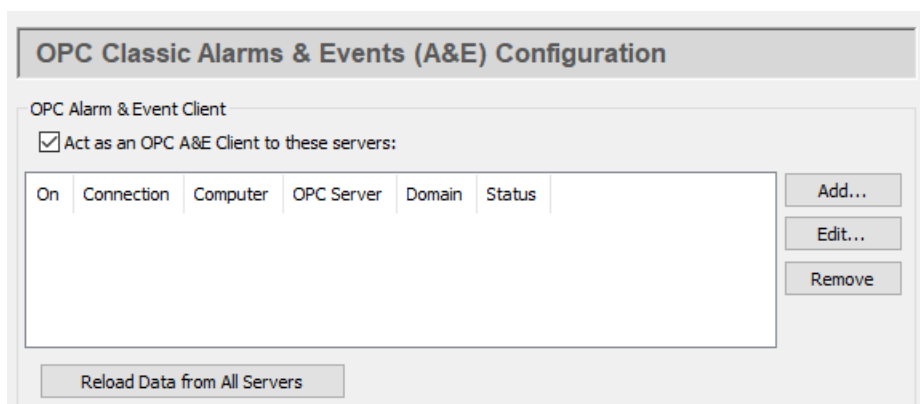 OPC Classic Alarms & Events (A&E) Configuration
OPC Alarm & Event Client
Act as an OPC A&E Client to these servers:
On Connection Computer OPC Server Domain Status
Add...
Edit...
Remove
Reload Data from All Servers